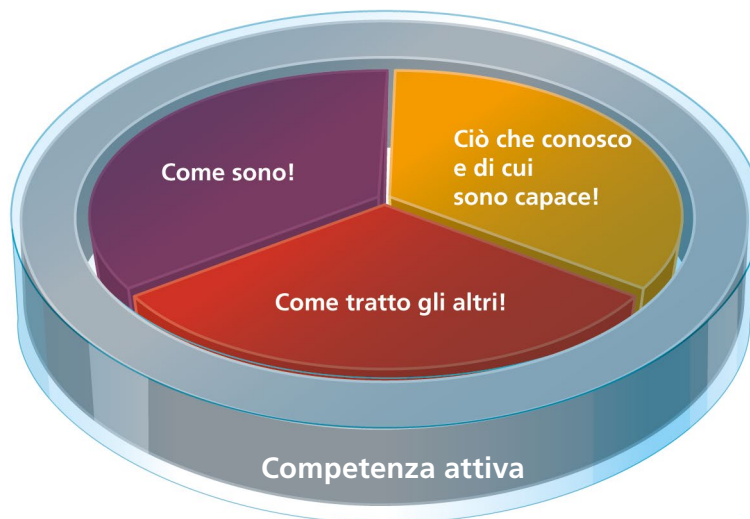 Come sono!
Ciò che conosco
e di cui
sono capace!
Come tratto gli altri!
Competenza attiva